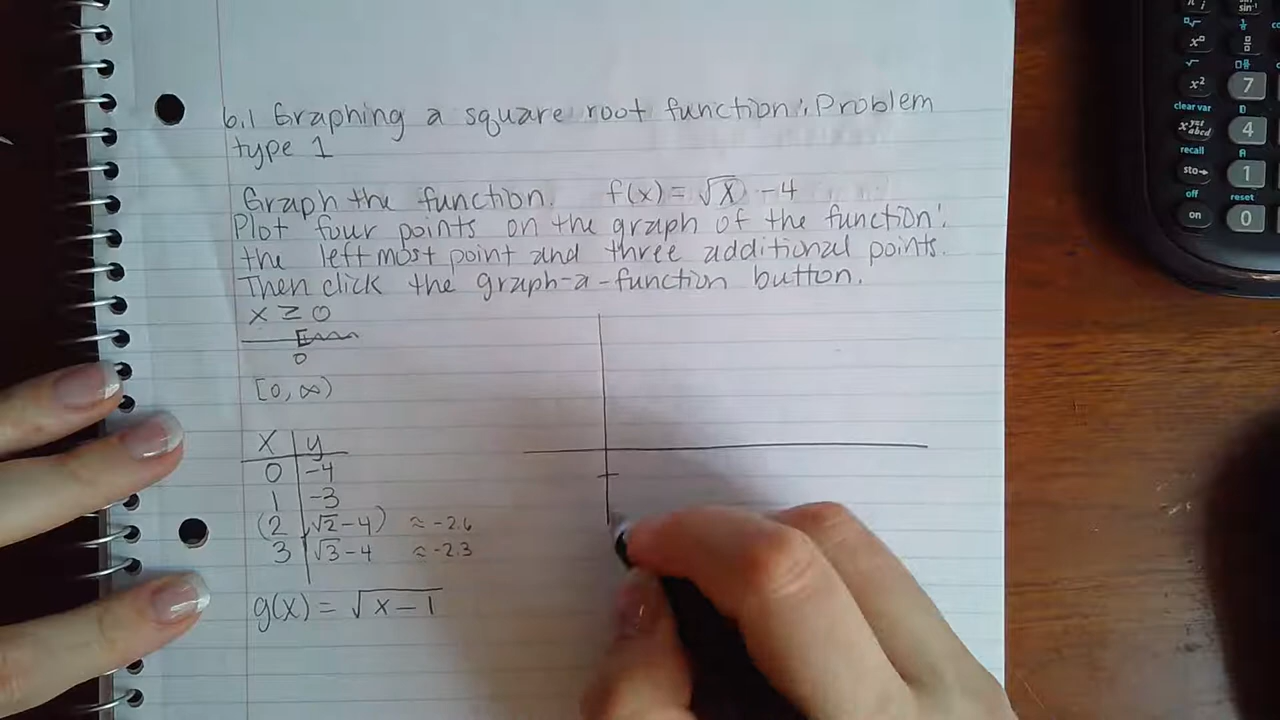 6.1 Graphing a square root function: Problem
type 1
Graph the function. f(x) = √x - 4
Plot four points on the graph of the function:
the leftmost point and three additional points.
Then click the graph-a-function button.
x ≥ 0
0
[0, ∞)
x | y
0 | -4
1 | -3
(2, √2-4) ≈ -2.6
3 | √3-4 ≈ -2.3
g(x) = √x-1
clear var
recall
sto→
off
on
reset
x²
7
4
1
0
D
A